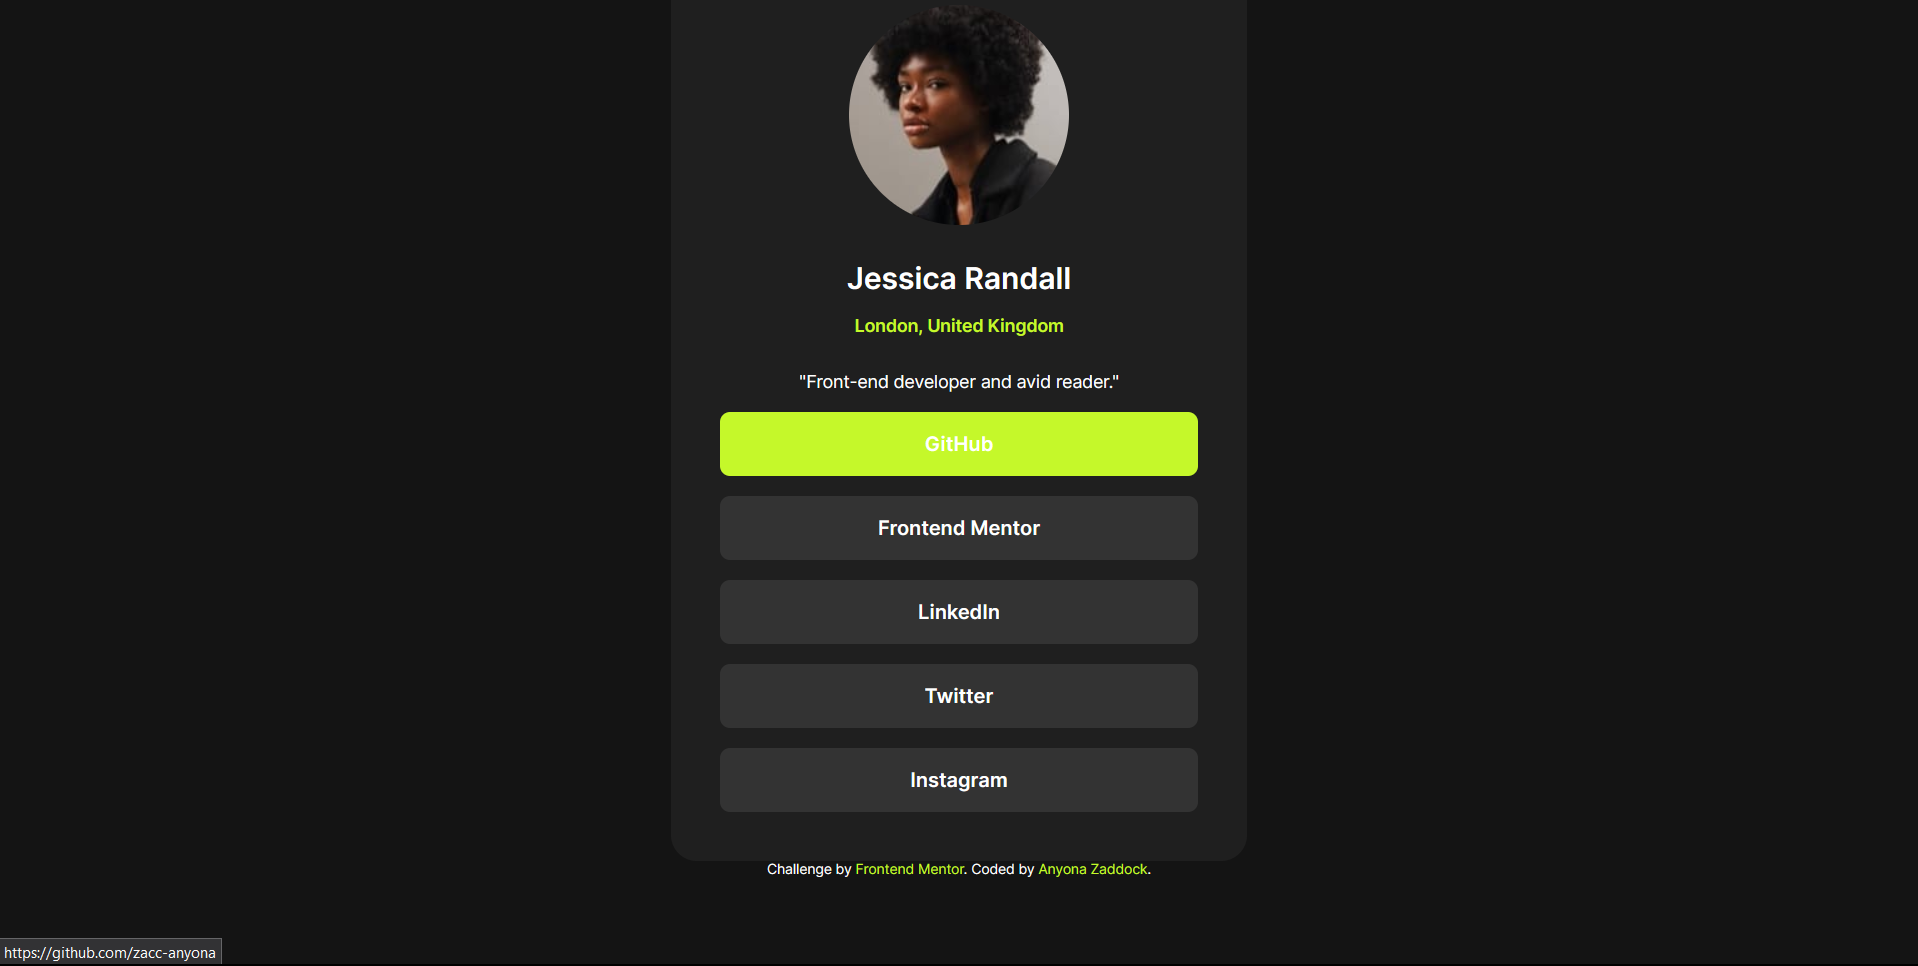 Jessica Randall
London, United Kingdom
"Front-end developer and avid reader."
GitHub
Frontend Mentor
LinkedIn
Twitter
Instagram
Challenge by Frontend Mentor. Coded by Anyona Zaddock.
https://github.com/zacc-anyona